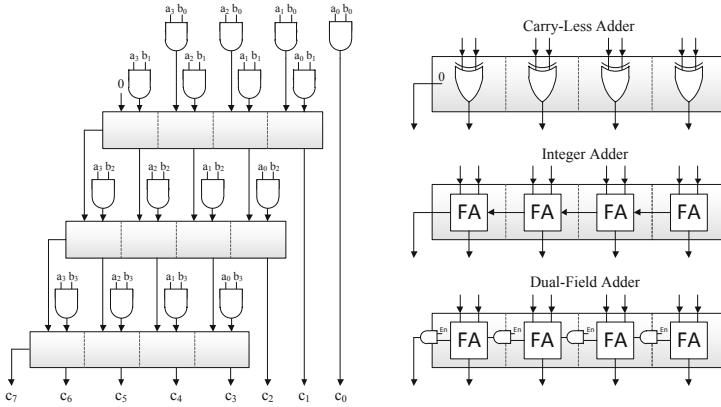 a₃ b₀ a₂ b₀ a₁ b₀ a₀ b₀
a₃ b₁ a₂ b₁ a₁ b₁ a₀ b₁
0
a₃ b₂ a₂ b₂ a₁ b₂ a₀ b₂
a₃ b₃ a₂ b₃ a₁ b₃ a₀ b₃
c₇ c₆ c₅ c₄ c₃ c₂ c₁ c₀
Carry-Less Adder
0
Integer Adder
FA FA FA FA
Dual-Field Adder
En En En En
FA FA FA FA